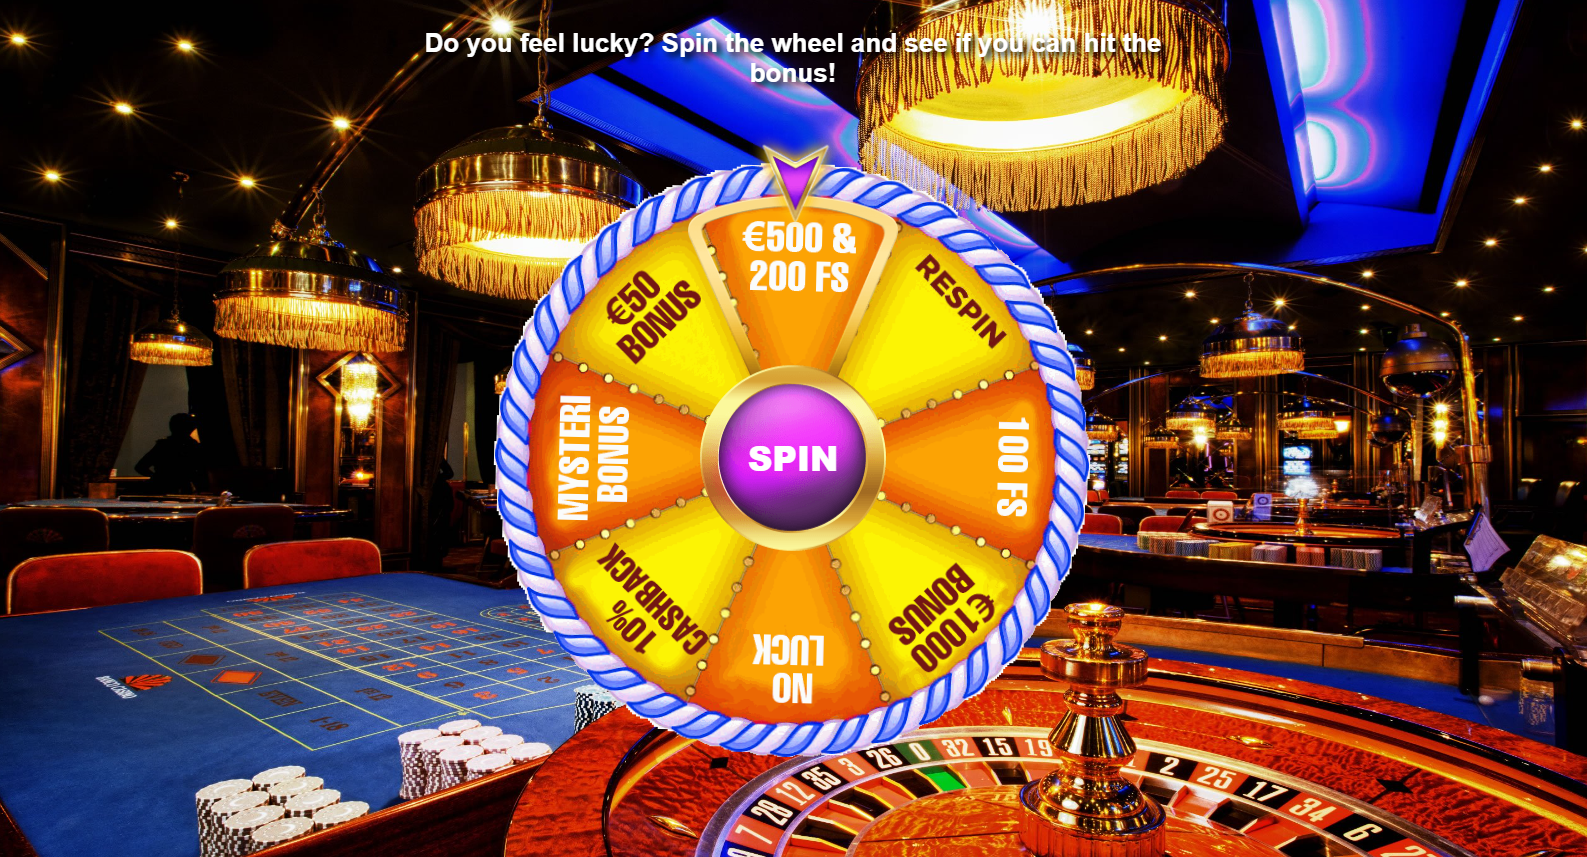 Do you feel lucky? Spin the wheel and see if you can hit the
bonus!
€500 &
200 FS
RESPIN
100 FS
€1000
BONUS
NO
LUCK
10%
CASHBACK
MYSTERI
BONUS
€50
BONUS
SPIN
7
28
12
35
3
26
0
32
15
19
2
25
17
34
6